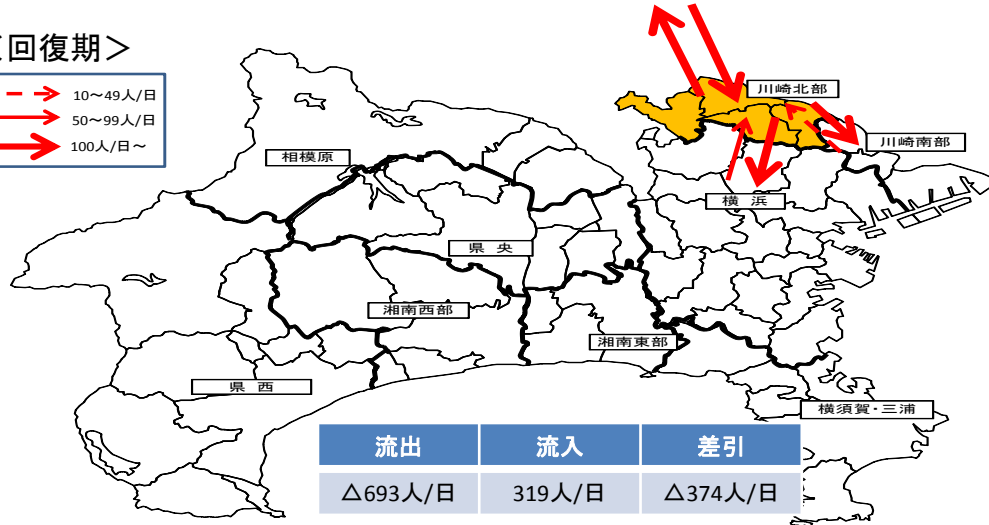 回復期＞
10～49人/日
50～99人/日
100人/日～
川崎北部
川崎南部
相模原
横 浜
県 央
湘南西部
湘南東部
県 西
横須賀・三浦
流出 流入 差引
△693人/日 319人/日 △374人/日